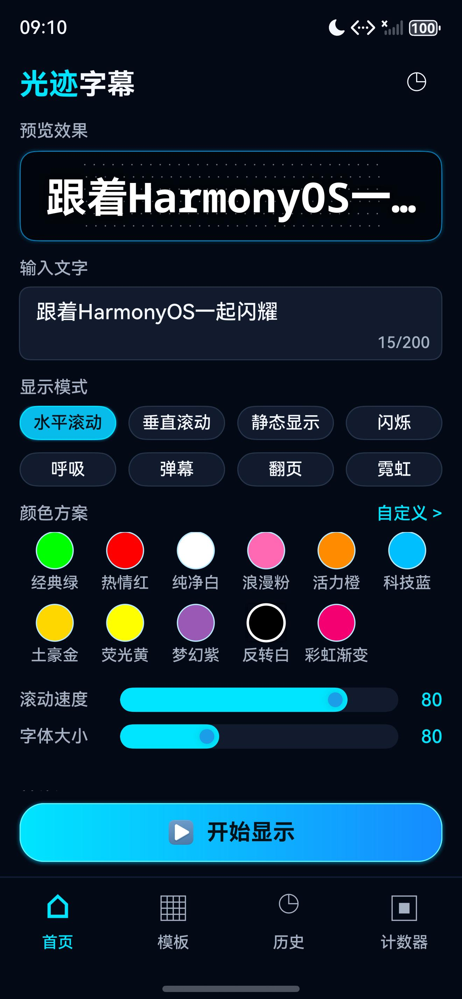 09:10
100
光迹字幕
预览效果
跟着HarmonyOS一…
输入文字
跟着HarmonyOS一起闪耀
15/200
显示模式
水平滚动 垂直滚动 静态显示 闪烁
呼吸 弹幕 翻页 霓虹
颜色方案 自定义 >
经典绿 热情红 纯净白 浪漫粉 活力橙 科技蓝
土豪金 荧光黄 梦幻紫 反转白 彩虹渐变
滚动速度 80
字体大小 80
开始显示
首页 模板 历史 计数器